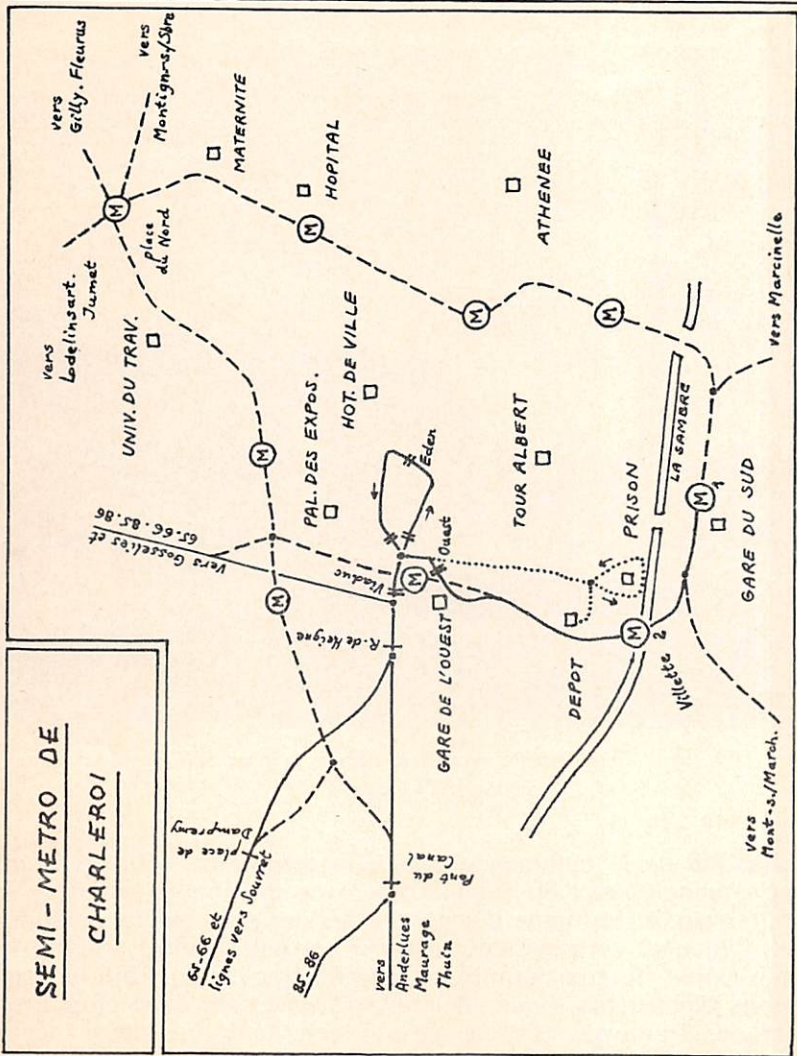 SEMI-METRO DE
CHARLEROI
vers
Lodelinsart.
Jumet
vers
Gilly. Fleurus
vers
Montign-s/Sbre
place
du Nord
MATERNITE
HOPITAL
ATHENEE
UNIV. DU TRAV.
PAL. DES EXPOS.
HOT. DE VILLE
TOUR ALBERT
PRISON
LA SAMBRE
GARE DU SUD
vers Marcinelle
vers
Mont-s./March.
Villette
DEPOT
GARE DE L'OUEST
Ouest
Eden
Viaduc
R. de Heigne
Vers Gosselies et
65.66.85.86
place de
Dampremy
65-66 et
lignes vers Sourret
85-86
Pont du
Canal
vers
Anderlues
Maurage
Thuin
M
M
M
M
M
M
M
M 1
M 2